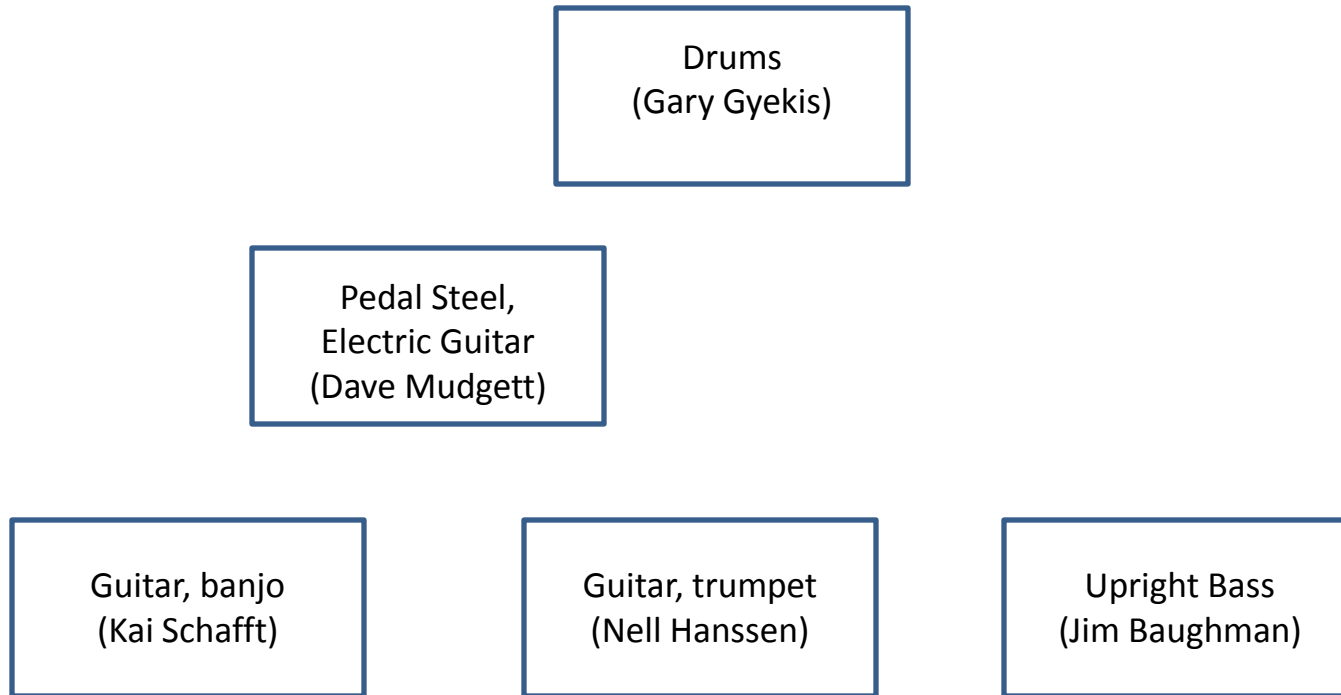 Drums
(Gary Gyekis)
Pedal Steel,
Electric Guitar
(Dave Mudgett)
Guitar, banjo
(Kai Schafft)
Guitar, trumpet
(Nell Hanssen)
Upright Bass
(Jim Baughman)